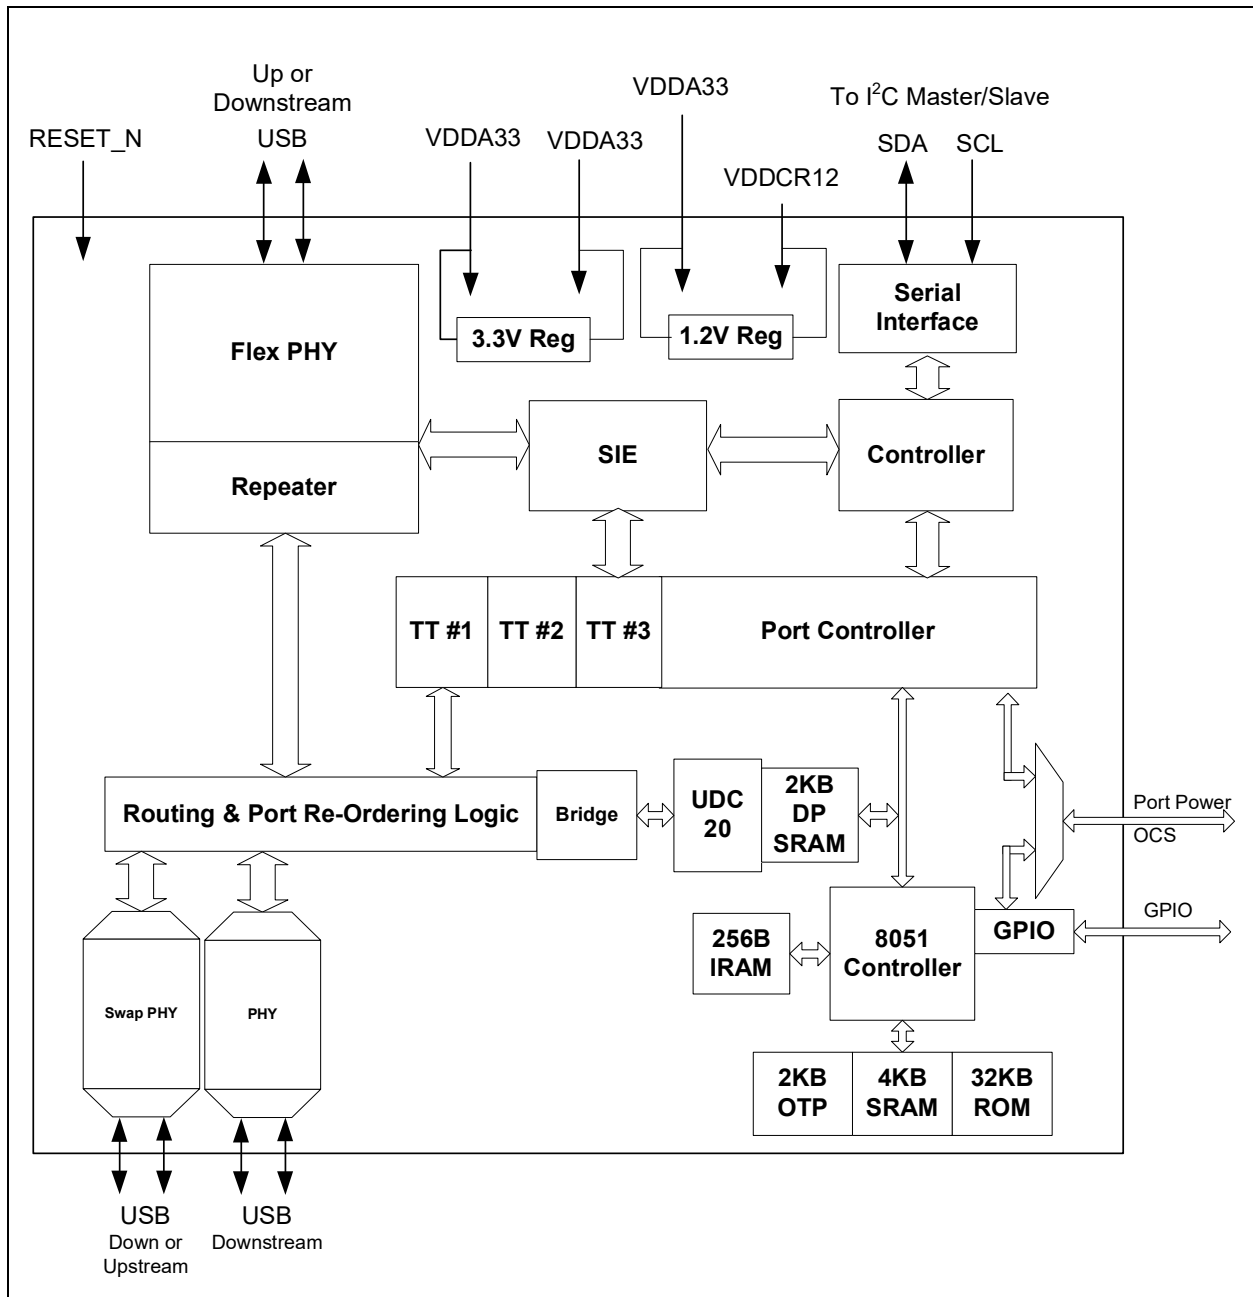 Up or
Downstream
USB
RESET_N
VDDA33
VDDA33
VDDA33
VDDCR12
To I²C Master/Slave
SDA
SCL
Flex PHY
3.3V Reg
1.2V Reg
Serial
Interface
Repeater
SIE
Controller
TT #1
TT #2
TT #3
Port Controller
Routing & Port Re-Ordering Logic
Bridge
UDC
20
2KB
DP
SRAM
Port Power
OCS
Swap PHY
PHY
256B
IRAM
8051
Controller
GPIO
GPIO
2KB
OTP
4KB
SRAM
32KB
ROM
USB
Down or
Upstream
USB
Downstream